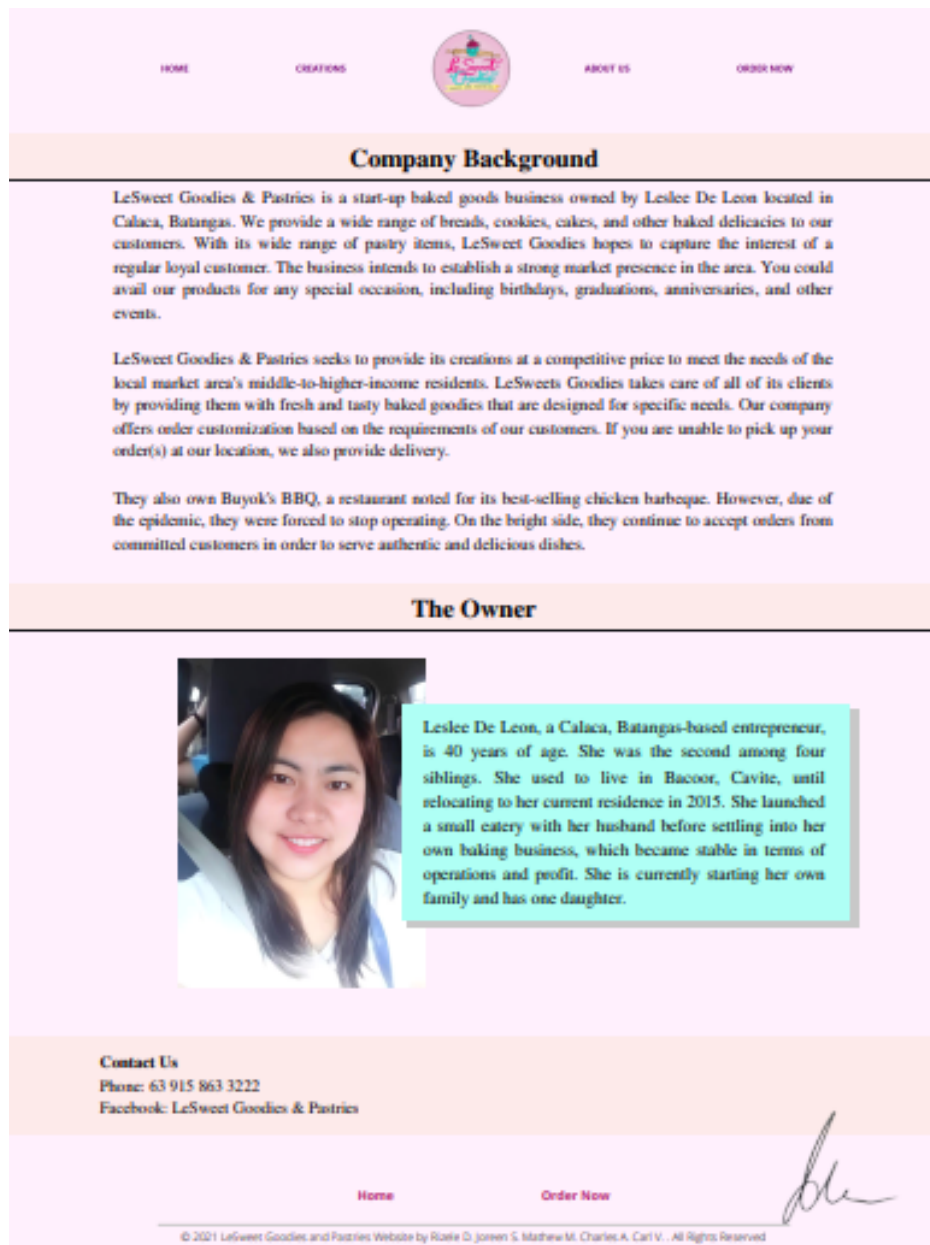 HOME CREATIONS LeSweet Goodies ABOUT US ORDER NOW
Company Background
LeSweet Goodies & Pastries is a start-up baked goods business owned by Leslee De Leon located in
Calaca, Batangas. We provide a wide range of breads, cookies, cakes, and other baked delicacies to our
customers. With its wide range of pastry items, LeSweet Goodies hopes to capture the interest of a
regular loyal customer. The business intends to establish a strong market presence in the area. You could
avail our products for any special occasion, including birthdays, graduations, anniversaries, and other
events.
LeSweet Goodies & Pastries seeks to provide its creations at a competitive price to meet the needs of the
local market area's middle-to-higher-income residents. LeSweets Goodies takes care of all of its clients
by providing them with fresh and tasty baked goodies that are designed for specific needs. Our company
offers order customization based on the requirements of our customers. If you are unable to pick up your
order(s) at our location, we also provide delivery.
They also own Buyok's BBQ, a restaurant noted for its best-selling chicken barbeque. However, due of
the epidemic, they were forced to stop operating. On the bright side, they continue to accept orders from
committed customers in order to serve authentic and delicious dishes.
The Owner
Leslee De Leon, a Calaca, Batangas-based entrepreneur,
is 40 years of age. She was the second among four
siblings. She used to live in Bacoor, Cavite, until
relocating to her current residence in 2015. She launched
a small eatery with her husband before settling into her
own baking business, which became stable in terms of
operations and profit. She is currently starting her own
family and has one daughter.
Contact Us
Phone: 63 915 863 3222
Facebook: LeSweet Goodies & Pastries
Home Order Now
© 2021 LeSweet Goodies and Pastries Website by Rizele D. Joreen S. Mathew M. Charles A. Carl V. . All Rights Reserved